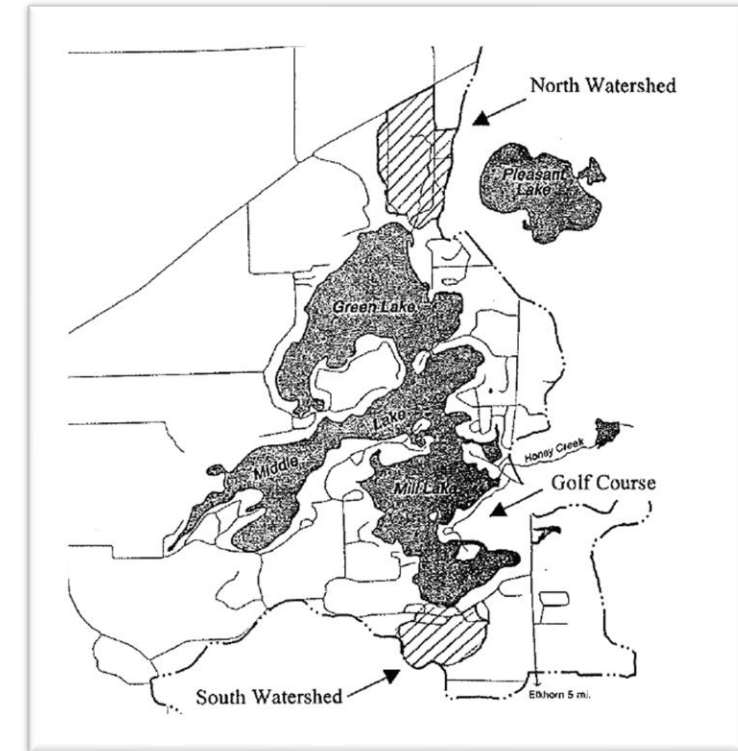 North Watershed
Pleasant
Lake
Green Lake
Lake
Middle
Honey Creek
Mill Lake
Golf Course
South Watershed
Elkhorn 5 mi.